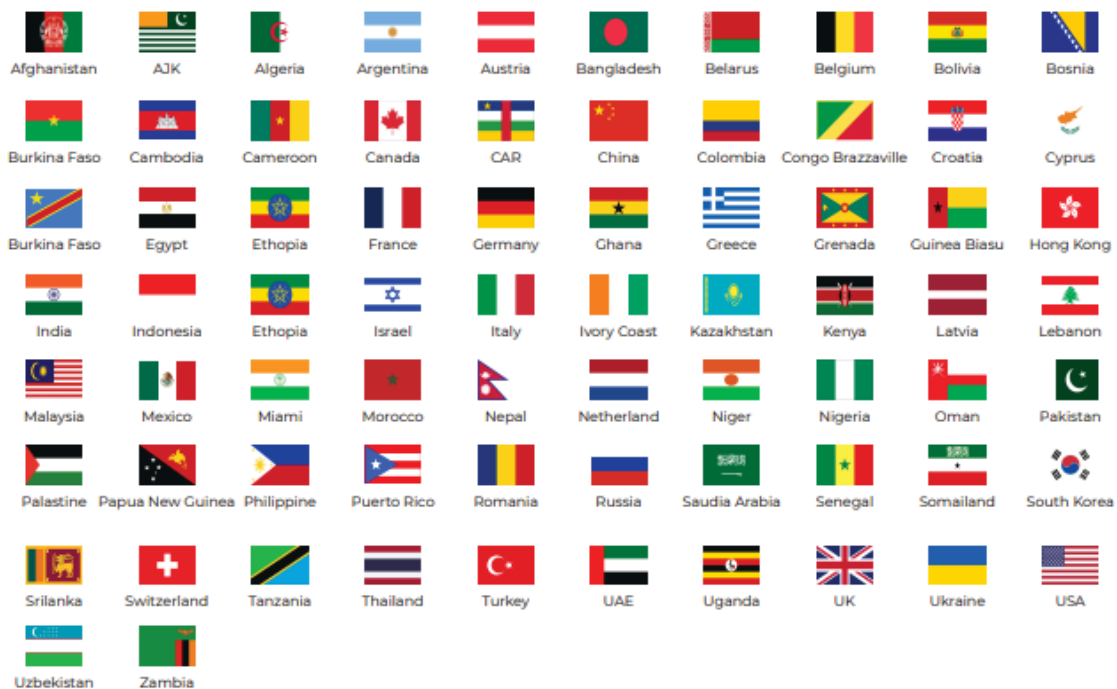 Afghanistan AJK Algeria Argentina Austria Bangladesh Belarus Belgium Bolivia Bosnia
Burkina Faso Cambodia Cameroon Canada CAR China Colombia Congo Brazzaville Croatia Cyprus
Burkina Faso Egypt Ethopia France Germany Ghana Greece Grenada Guinea Biasu Hong Kong
India Indonesia Ethopia Israel Italy Ivory Coast Kazakhstan Kenya Latvia Lebanon
Malaysia Mexico Miami Morocco Nepal Netherland Niger Nigeria Oman Pakistan
Palastine Papua New Guinea Philippine Puerto Rico Romania Russia Saudia Arabia Senegal Somailand South Korea
Srilanka Switzerland Tanzania Thailand Turkey UAE Uganda UK Ukraine USA
Uzbekistan Zambia